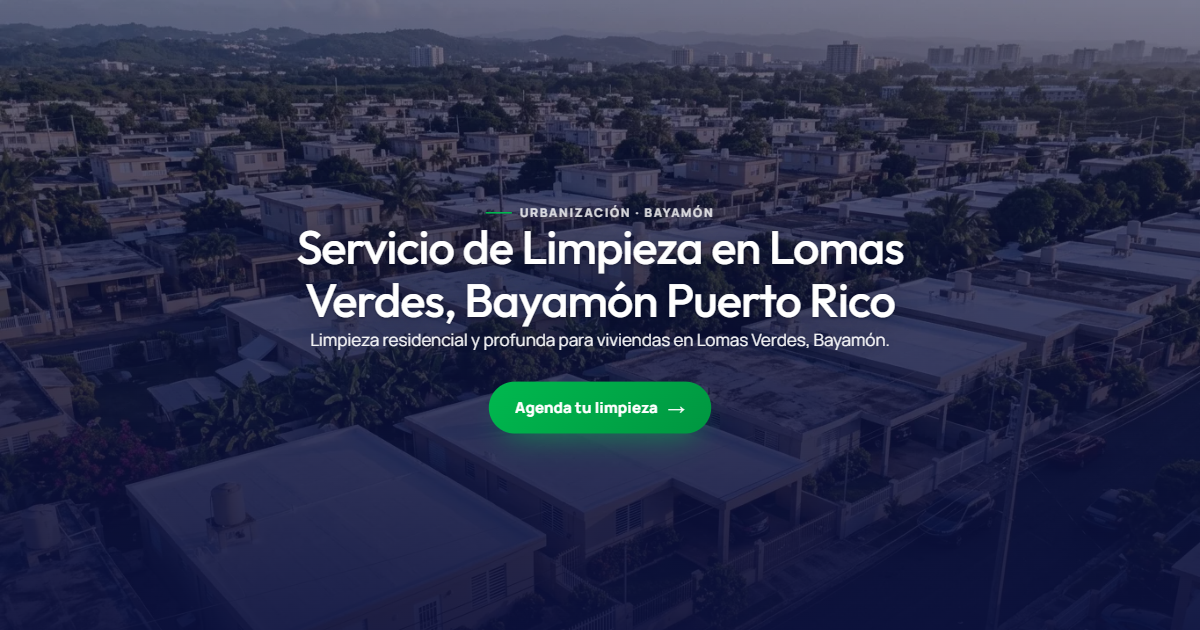 URBANIZACIÓN · BAYAMÓN
Servicio de Limpieza en Lomas
Verdes, Bayamón Puerto Rico
Limpieza residencial y profunda para viviendas en Lomas Verdes, Bayamón.
Agenda tu limpieza →